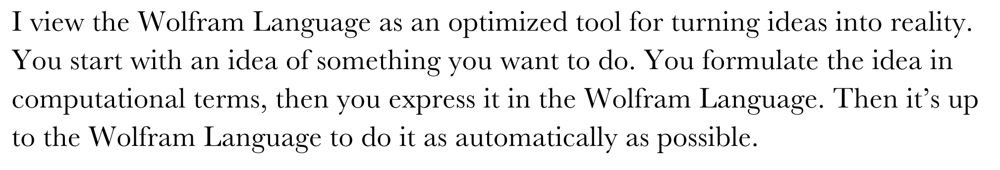 I view the Wolfram Language as an optimized tool for turning ideas into reality.
You start with an idea of something you want to do. You formulate the idea in
computational terms, then you express it in the Wolfram Language. Then it’s up
to the Wolfram Language to do it as automatically as possible.